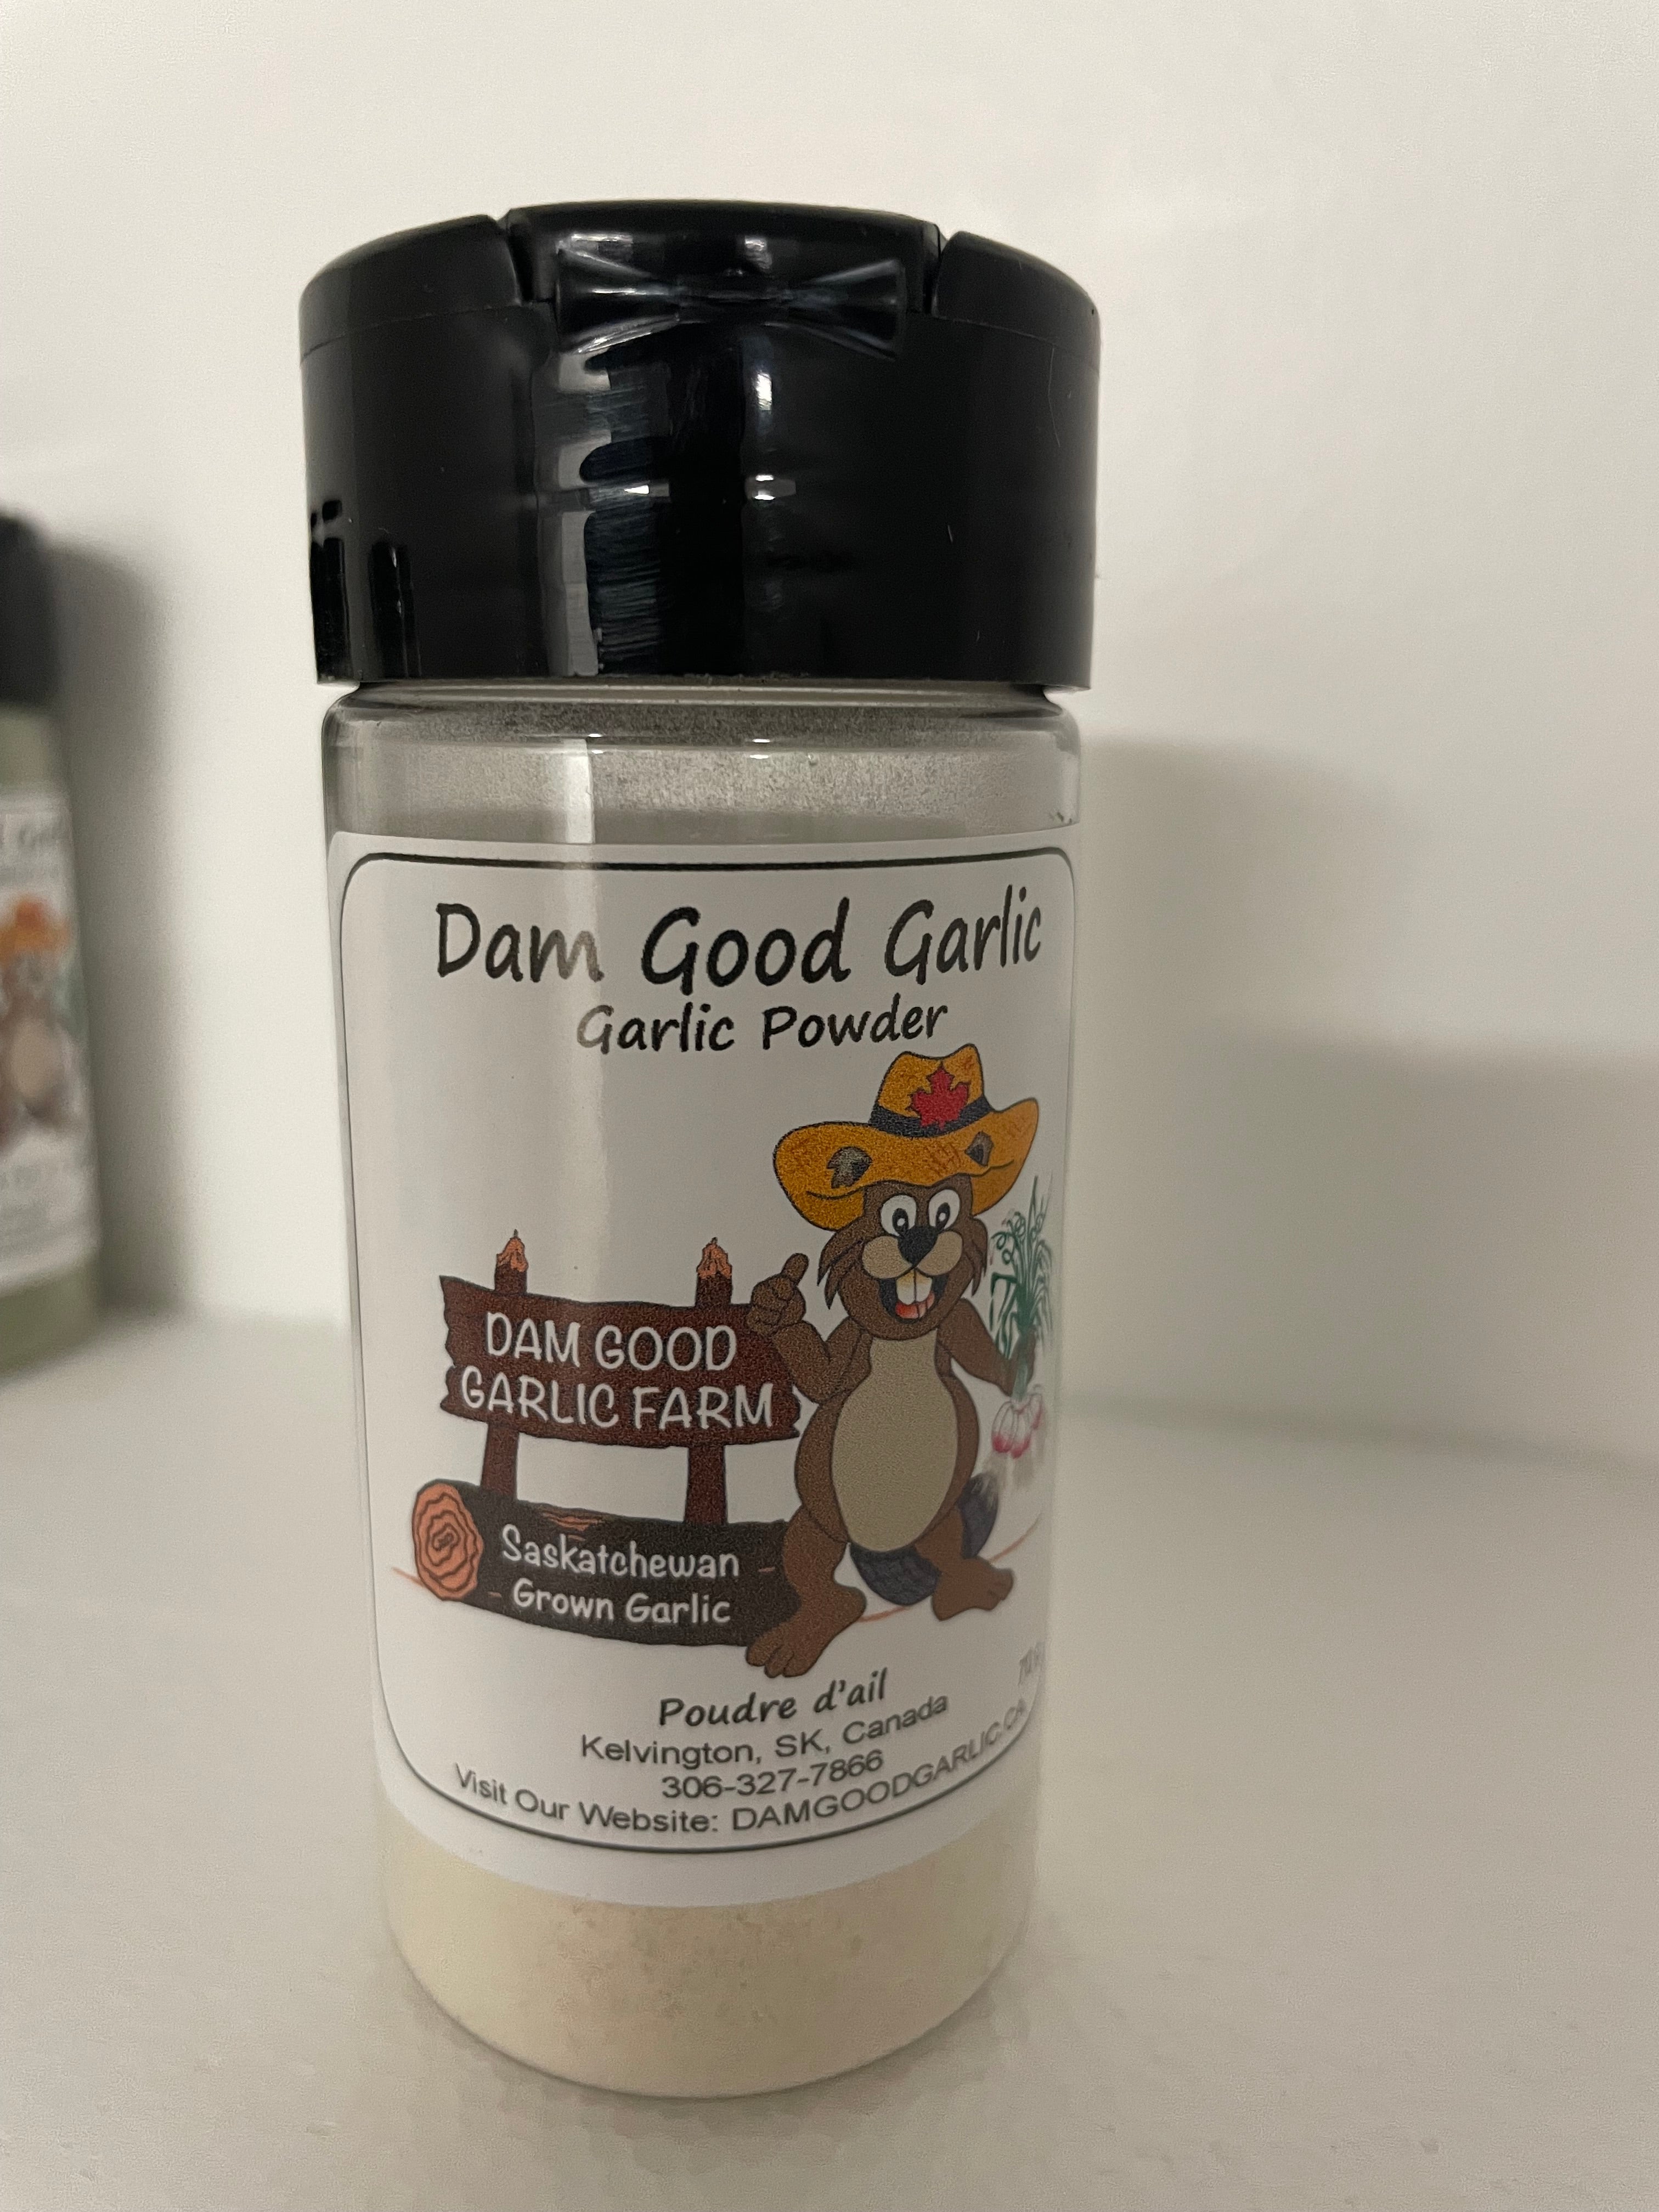 Dam Good Garlic
Garlic Powder
DAM GOOD
GARLIC FARM
Saskatchewan
Grown Garlic
Poudre d'ail
Kelvington, SK, Canada
306-327-7866
Visit Our Website: DAMGOODGARLIC.CA